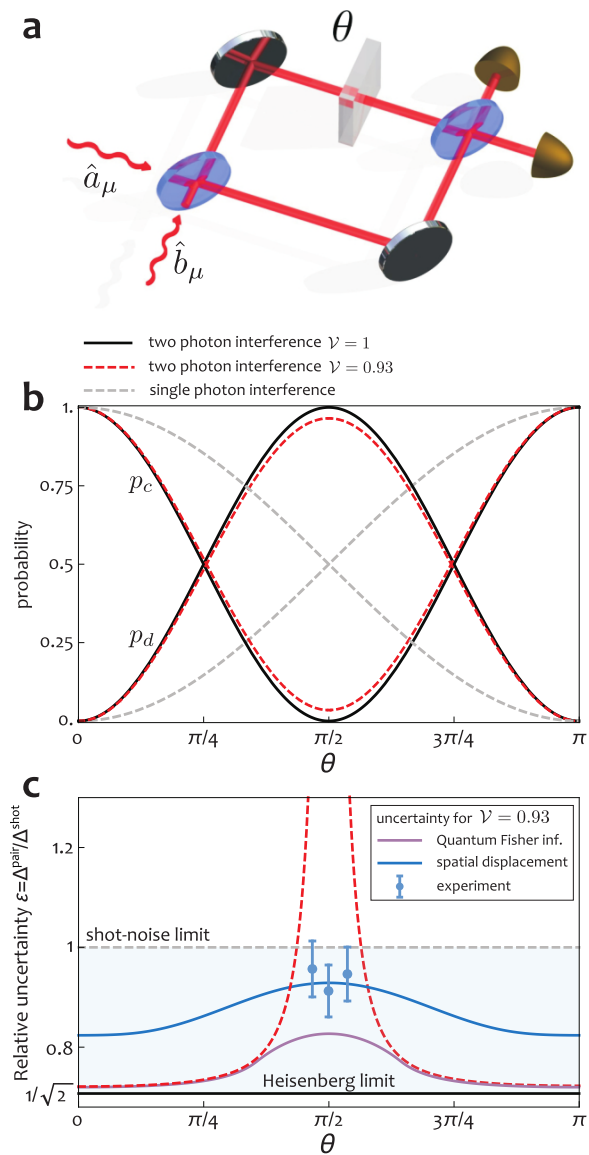 a
θ
â_μ
b̂_μ
two photon interference 𝒱 = 1
two photon interference 𝒱 = 0.93
single photon interference
b
probability
1.
0.75
0.5
0.25
0.
p_c
p_d
0
π/4
π/2
3π/4
π
θ
c
Relative uncertainty ε=Δ^pair/Δ^shot
1.2
1
0.8
1/√2
uncertainty for 𝒱 = 0.93
Quantum Fisher inf.
spatial displacement
experiment
shot-noise limit
Heisenberg limit
0
π/4
π/2
3π/4
π
θ